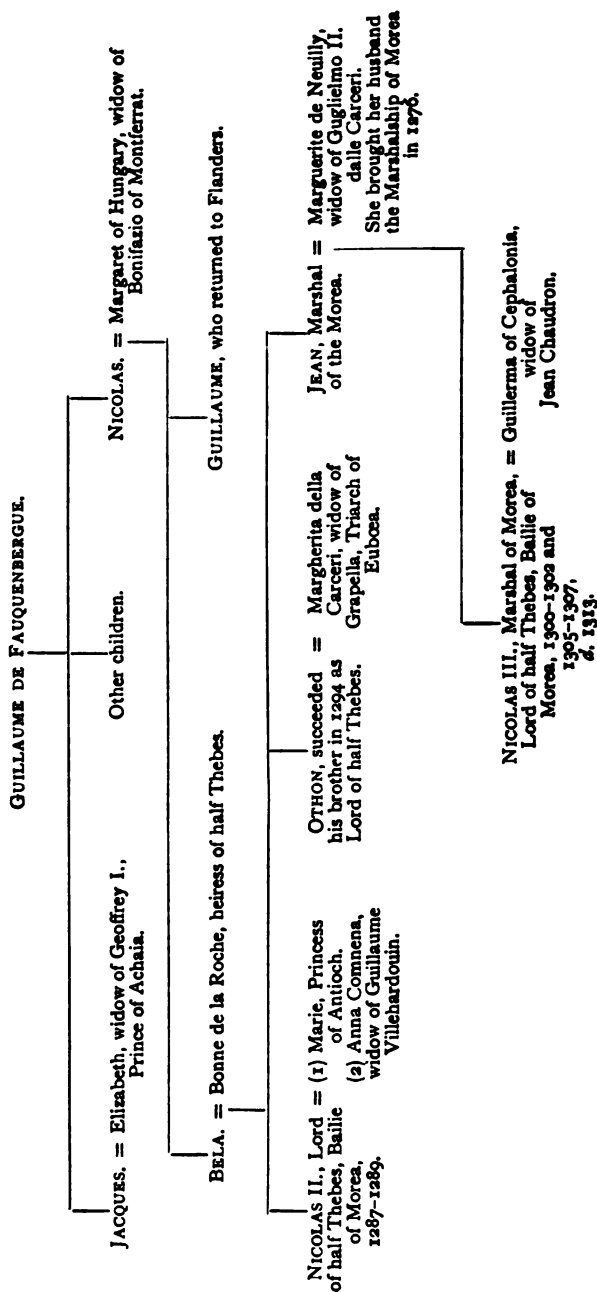 GUILLAUME DE FAUQUENBERGUE.
JACQUES. = Elizabeth, widow of Geoffrey I.,
Prince of Achaia.
Other children.
NICOLAS. = Margaret of Hungary, widow of
Bonifazio of Montferrat.
BELA. = Bonne de la Roche, heiress of half Thebes.
GUILLAUME, who returned to Flanders.
NICOLAS II., Lord = (1) Marie, Princess
of half Thebes, Bailie of Antioch.
of Morea, (2) Anna Comnena,
1287-1289. widow of Guillaume
Villehardouin.
OTHON, succeeded = Margherita della
his brother in 1294 as Carceri, widow of
Lord of half Thebes. Grapella, Triarch of
Eubœa.
JEAN, Marshal = Marguerite de Neuilly,
of the Morea. widow of Guglielmo II.
dalle Carceri.
She brought her husband
the Marshalship of Morea
in 1276.
NICOLAS III., Marshal of Morea, = Guillerma of Cephalonia,
Lord of half Thebes, Bailie of widow of
Morea, 1300-1302 and Jean Chaudron.
1305-1307,
d. 1313.